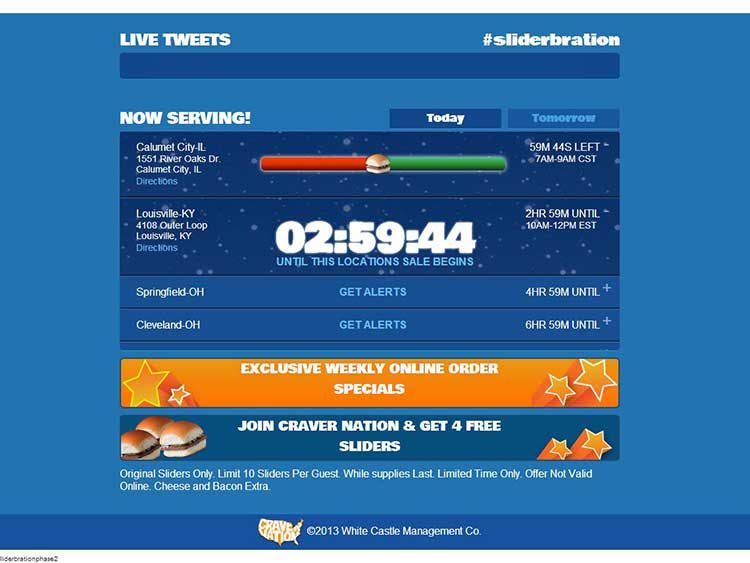 LIVE TWEETS
#sliderbration
NOW SERVING!
Today
Tomorrow
Calumet City-IL
1551 River Oaks Dr.
Calumet City, IL
Directions
59M 44S LEFT -
7AM-9AM CST
Louisville-KY
4108 Outer Loop
Louisville, KY
Directions
02:59:44
UNTIL THIS LOCATIONS SALE BEGINS
2HR 59M UNTIL -
10AM-12PM EST
Springfield-OH
GET ALERTS
4HR 59M UNTIL +
Cleveland-OH
GET ALERTS
6HR 59M UNTIL +
EXCLUSIVE WEEKLY ONLINE ORDER
SPECIALS
JOIN CRAVER NATION & GET 4 FREE
SLIDERS
Original Sliders Only. Limit 10 Sliders Per Guest. While supplies Last. Limited Time Only. Offer Not Valid
Online. Cheese and Bacon Extra.
CRAVER
NATION
©2013 White Castle Management Co.
sliderbrationphase2